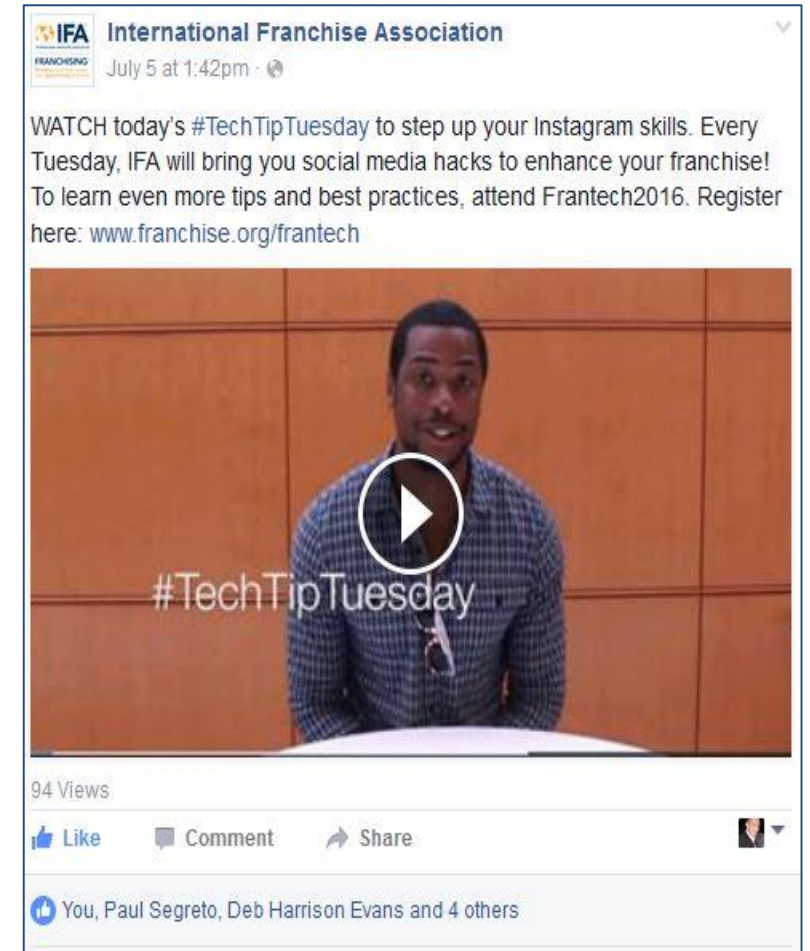 IFA International Franchise Association
FRANCHISING
July 5 at 1:42pm ·
WATCH today's #TechTipTuesday to step up your Instagram skills. Every
Tuesday, IFA will bring you social media hacks to enhance your franchise!
To learn even more tips and best practices, attend Frantech2016. Register
here: www.franchise.org/frantech
#TechTipTuesday
94 Views
Like Comment Share
You, Paul Segreto, Deb Harrison Evans and 4 others